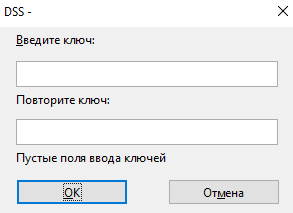 DSS -
Введите ключ:
Повторите ключ:
Пустые поля ввода ключей
OK
Отмена